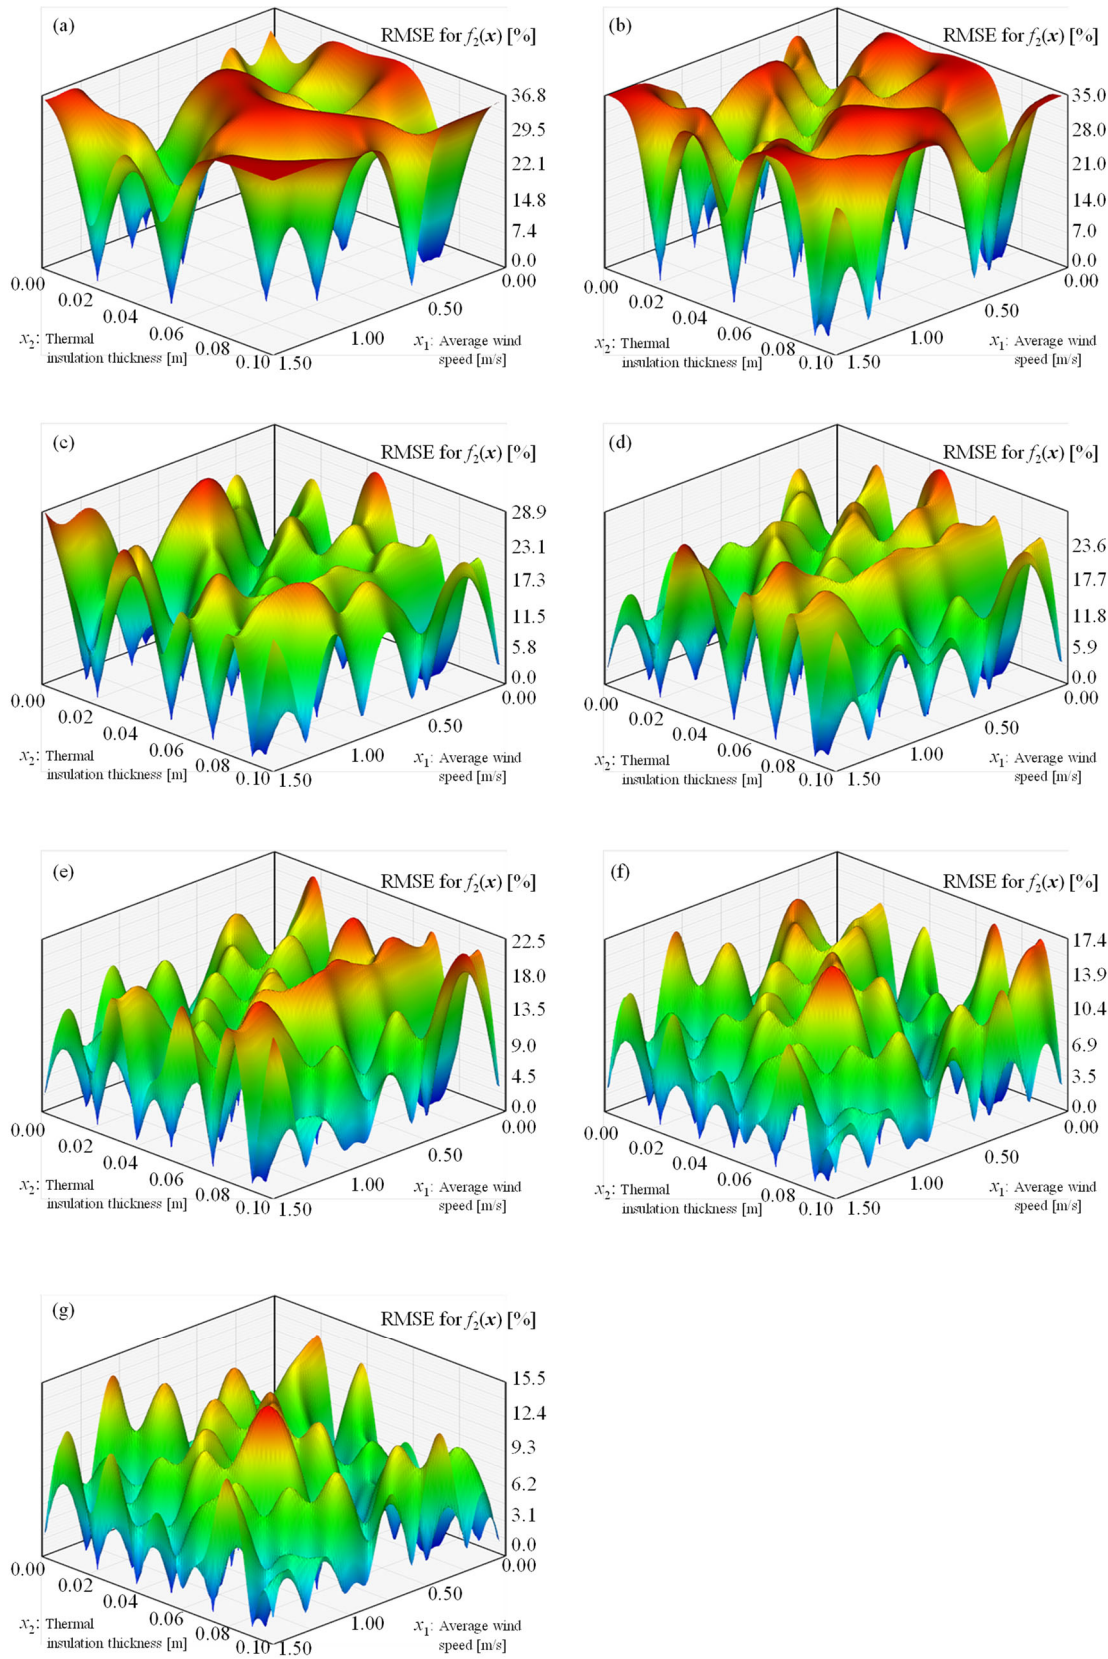 (a)
RMSE for f2(x) [%]
36.8
29.5
22.1
14.8
7.4
0.0
0.00
0.50
1.00
1.50
0.00
0.02
0.04
0.06
0.08
0.10
x2: Thermal
insulation thickness [m]
x1: Average wind
speed [m/s]
(b)
RMSE for f2(x) [%]
35.0
28.0
21.0
14.0
7.0
0.0
0.00
0.50
1.00
1.50
0.00
0.02
0.04
0.06
0.08
0.10
x2: Thermal
insulation thickness [m]
x1: Average wind
speed [m/s]
(c)
RMSE for f2(x) [%]
28.9
23.1
17.3
11.5
5.8
0.0
0.00
0.50
1.00
1.50
0.00
0.02
0.04
0.06
0.08
0.10
x2: Thermal
insulation thickness [m]
x1: Average wind
speed [m/s]
(d)
RMSE for f2(x) [%]
23.6
17.7
11.8
5.9
0.0
0.00
0.50
1.00
1.50
0.00
0.02
0.04
0.06
0.08
0.10
x2: Thermal
insulation thickness [m]
x1: Average wind
speed [m/s]
(e)
RMSE for f2(x) [%]
22.5
18.0
13.5
9.0
4.5
0.0
0.00
0.50
1.00
1.50
0.00
0.02
0.04
0.06
0.08
0.10
x2: Thermal
insulation thickness [m]
x1: Average wind
speed [m/s]
(f)
RMSE for f2(x) [%]
17.4
13.9
10.4
6.9
3.5
0.0
0.00
0.50
1.00
1.50
0.00
0.02
0.04
0.06
0.08
0.10
x2: Thermal
insulation thickness [m]
x1: Average wind
speed [m/s]
(g)
RMSE for f2(x) [%]
15.5
12.4
9.3
6.2
3.1
0.0
0.00
0.50
1.00
1.50
0.00
0.02
0.04
0.06
0.08
0.10
x2: Thermal
insulation thickness [m]
x1: Average wind
speed [m/s]